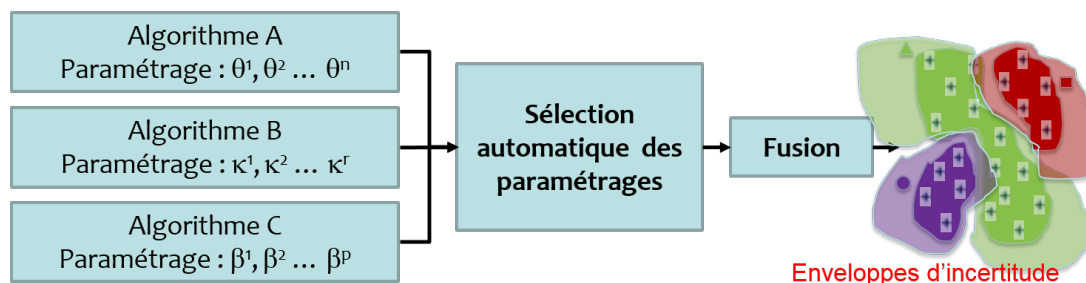 Algorithme A
Paramétrage : θ¹, θ² ... θⁿ
Algorithme B
Paramétrage : κ¹, κ² ... κʳ
Algorithme C
Paramétrage : β¹, β² ... βᵖ
Sélection
automatique des
paramétrages
Fusion
Enveloppes d'incertitude